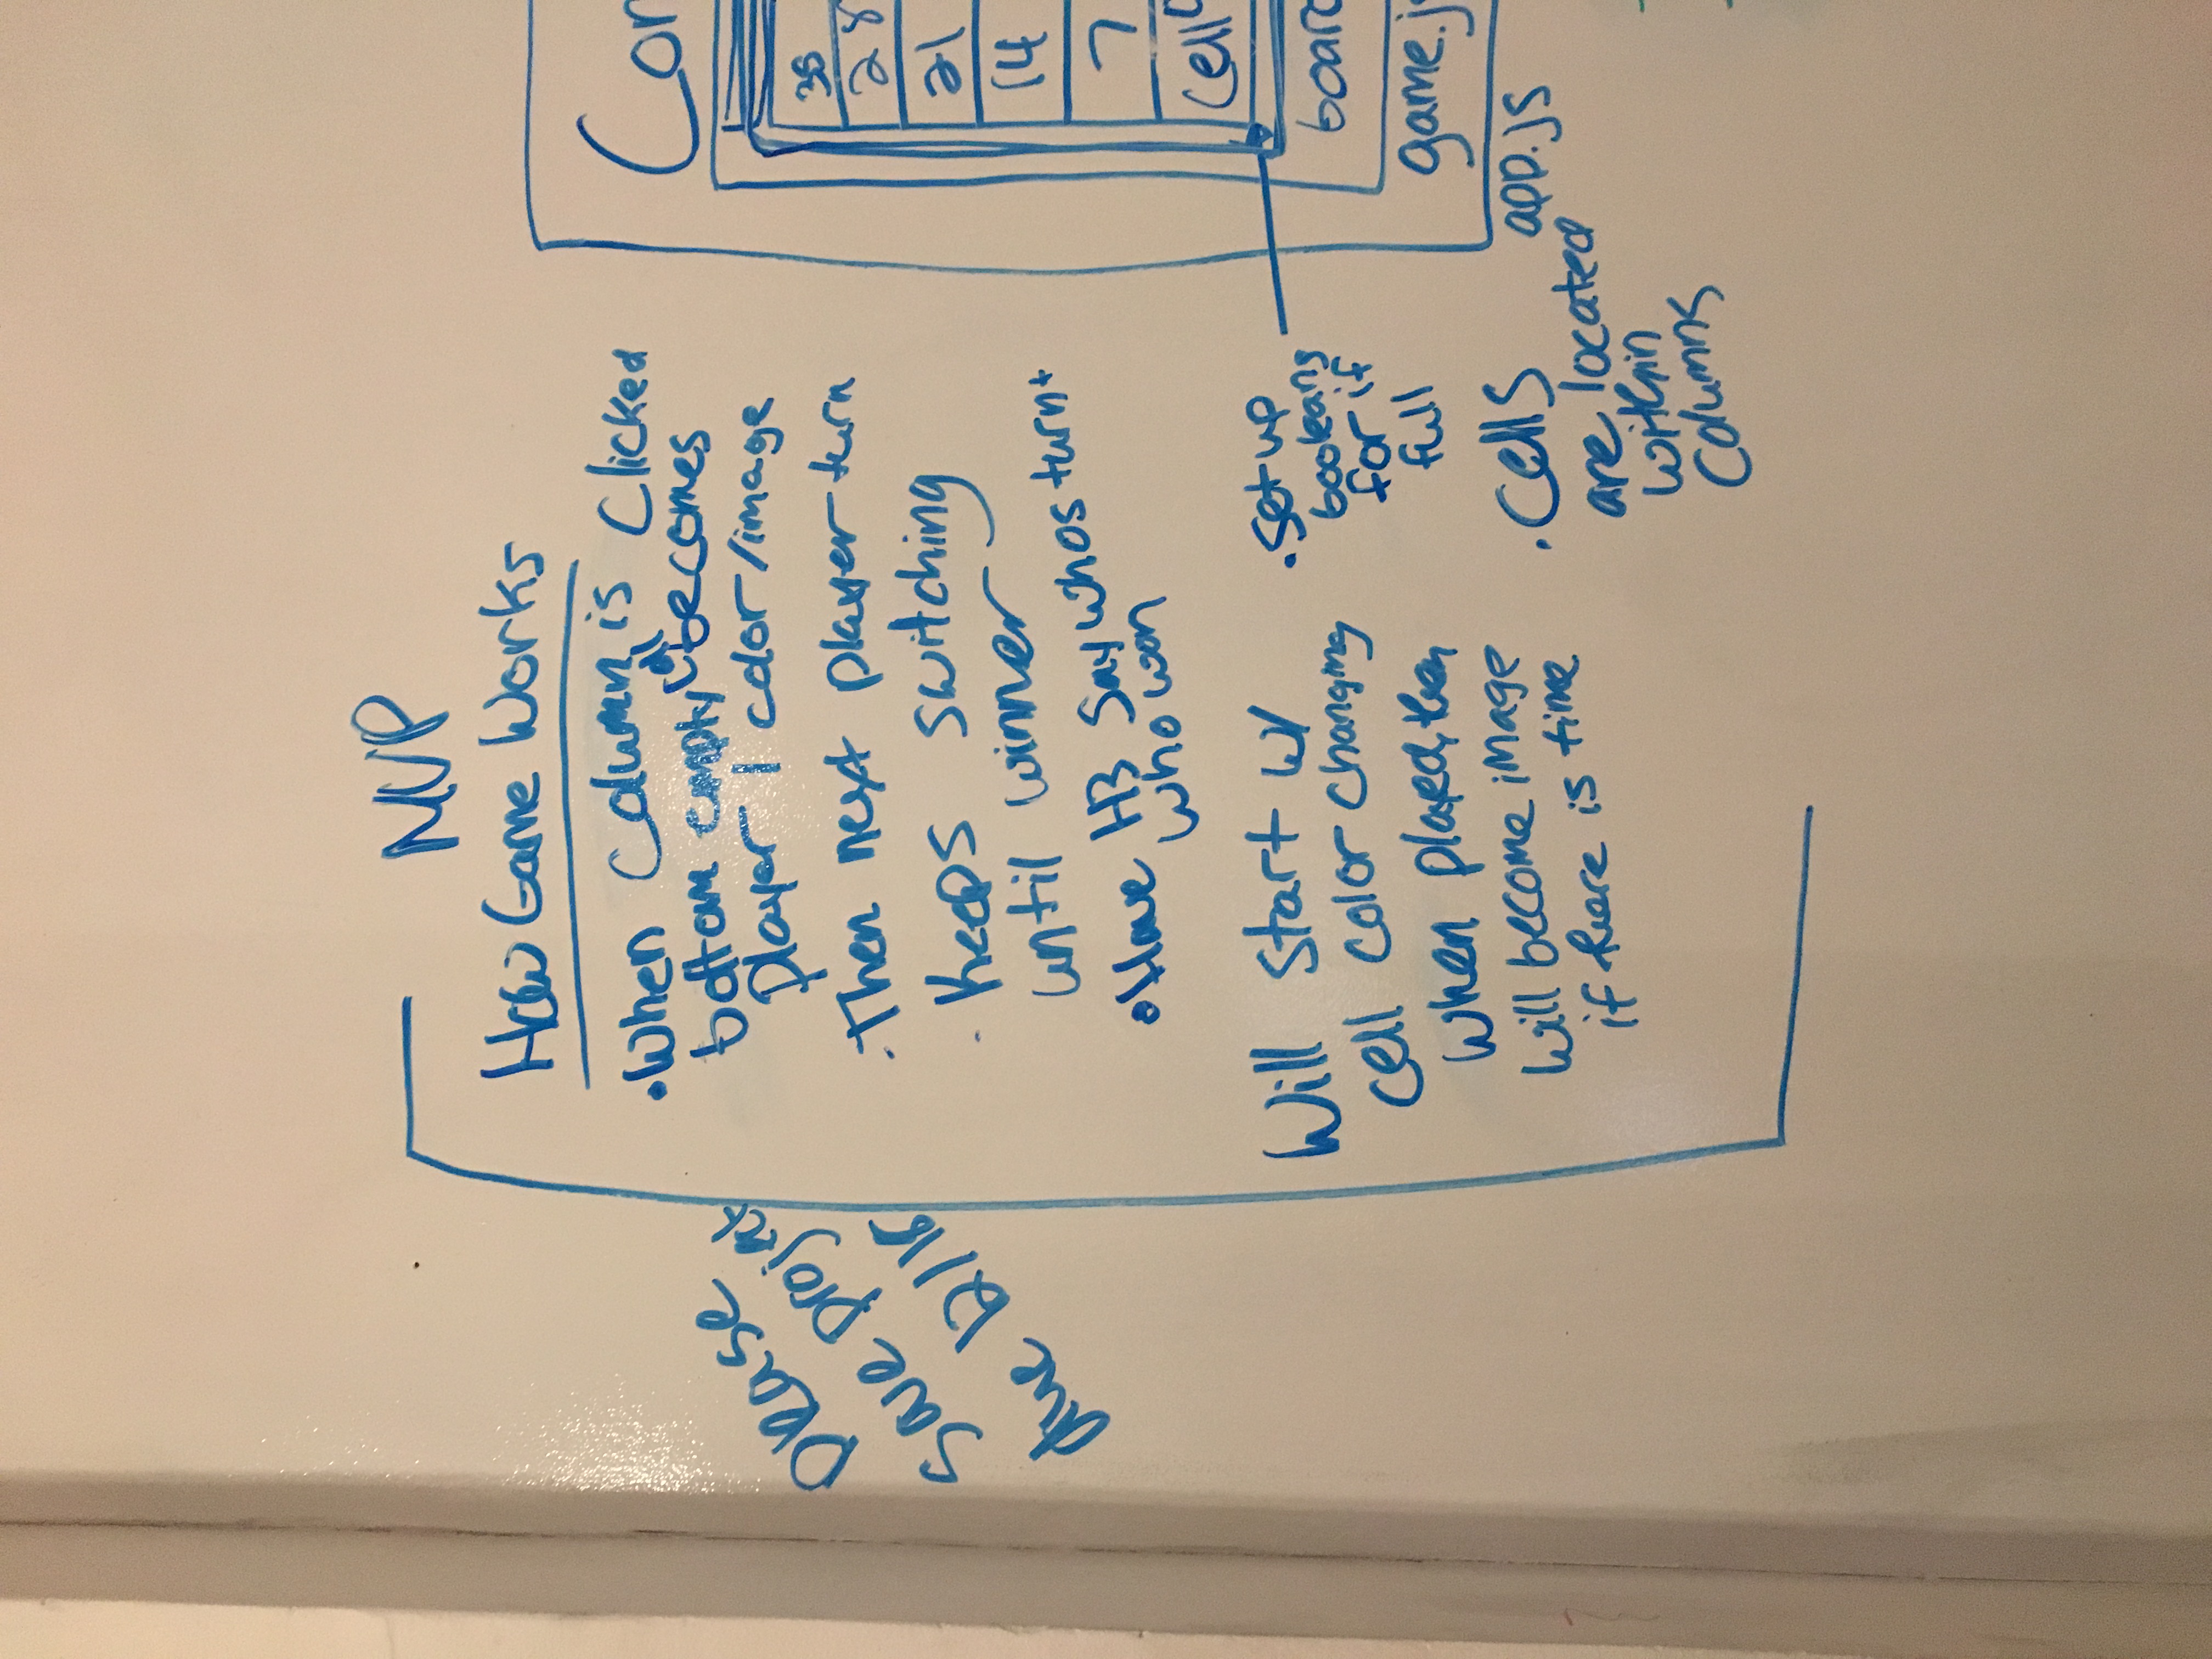 Please
Save project
due 12/18
MVP
How Game Works
• When Column is Clicked
bottom empty cell becomes
player 1 color/image
· Then next player turn
· Keeps switching
until winner
• Have H3 Say whos turn +
who won
Will start w/
cell color changing
when played, then
will become image
if there is time
· set up
booleans
for if
full
· cells
are located
within
columns
Con
35
28
21
14
7
Cell 0
board
game.js
app.js